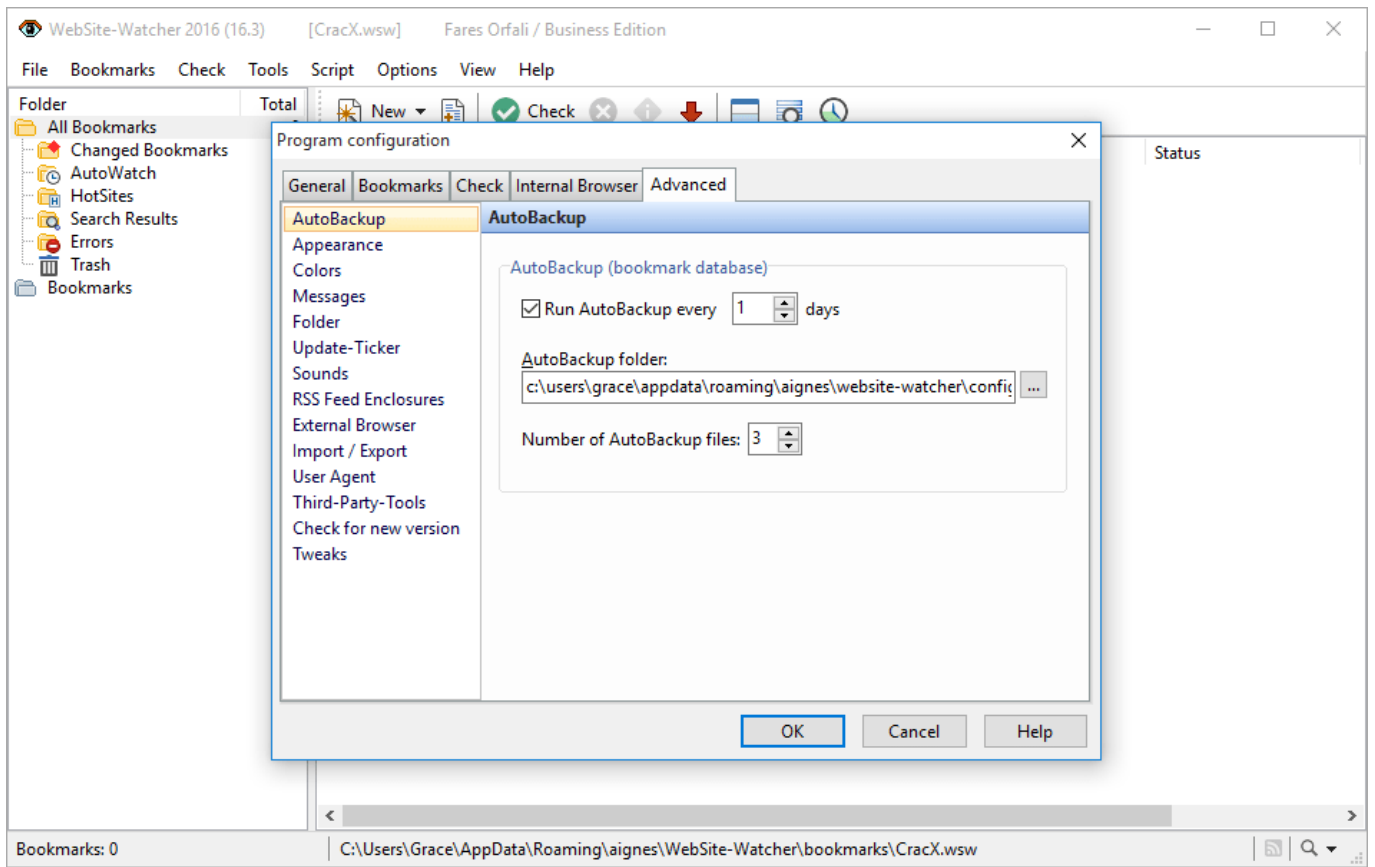 WebSite-Watcher 2016 (16.3) [CracX.wsw] Fares Orfali / Business Edition
File Bookmarks Check Tools Script Options View Help
Folder Total
New Check
All Bookmarks
Changed Bookmarks
AutoWatch
HotSites
Search Results
Errors
Trash
Bookmarks
Status
Program configuration
General Bookmarks Check Internal Browser Advanced
AutoBackup
Appearance
Colors
Messages
Folder
Update-Ticker
Sounds
RSS Feed Enclosures
External Browser
Import / Export
User Agent
Third-Party-Tools
Check for new version
Tweaks
AutoBackup
AutoBackup (bookmark database)
Run AutoBackup every 1 days
AutoBackup folder:
c:\users\grace\appdata\roaming\aignes\website-watcher\config ...
Number of AutoBackup files: 3
OK Cancel Help
Bookmarks: 0 C:\Users\Grace\AppData\Roaming\aignes\WebSite-Watcher\bookmarks\CracX.wsw